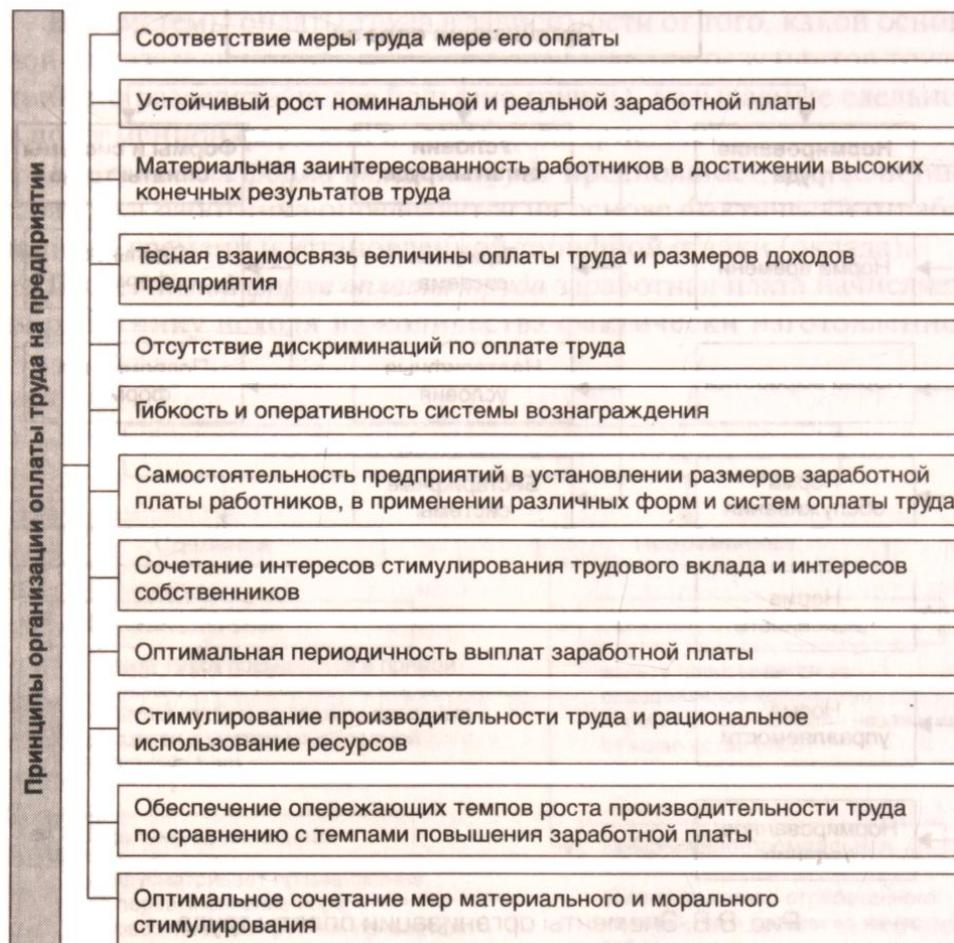 Принципы организации оплаты труда на предприятии
Соответствие меры труда мере его оплаты
Устойчивый рост номинальной и реальной заработной платы
Материальная заинтересованность работников в достижении высоких
конечных результатов труда
Тесная взаимосвязь величины оплаты труда и размеров доходов
предприятия
Отсутствие дискриминаций по оплате труда
Гибкость и оперативность системы вознаграждения
Самостоятельность предприятий в установлении размеров заработной
платы работников, в применении различных форм и систем оплаты труда
Сочетание интересов стимулирования трудового вклада и интересов
собственников
Оптимальная периодичность выплат заработной платы
Стимулирование производительности труда и рациональное
использование ресурсов
Обеспечение опережающих темпов роста производительности труда
по сравнению с темпами повышения заработной платы
Оптимальное сочетание мер материального и морального
стимулирования